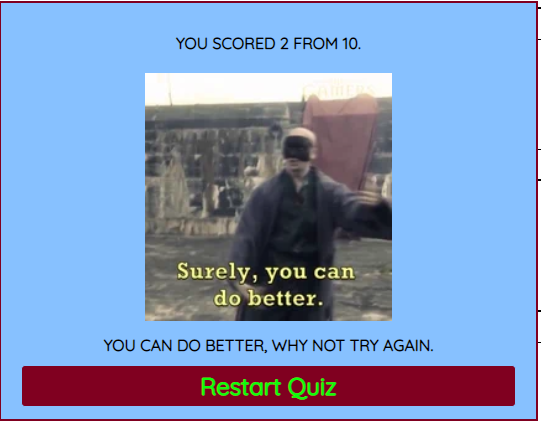 YOU SCORED 2 FROM 10.
Surely, you can
do better.
YOU CAN DO BETTER, WHY NOT TRY AGAIN.
Restart Quiz